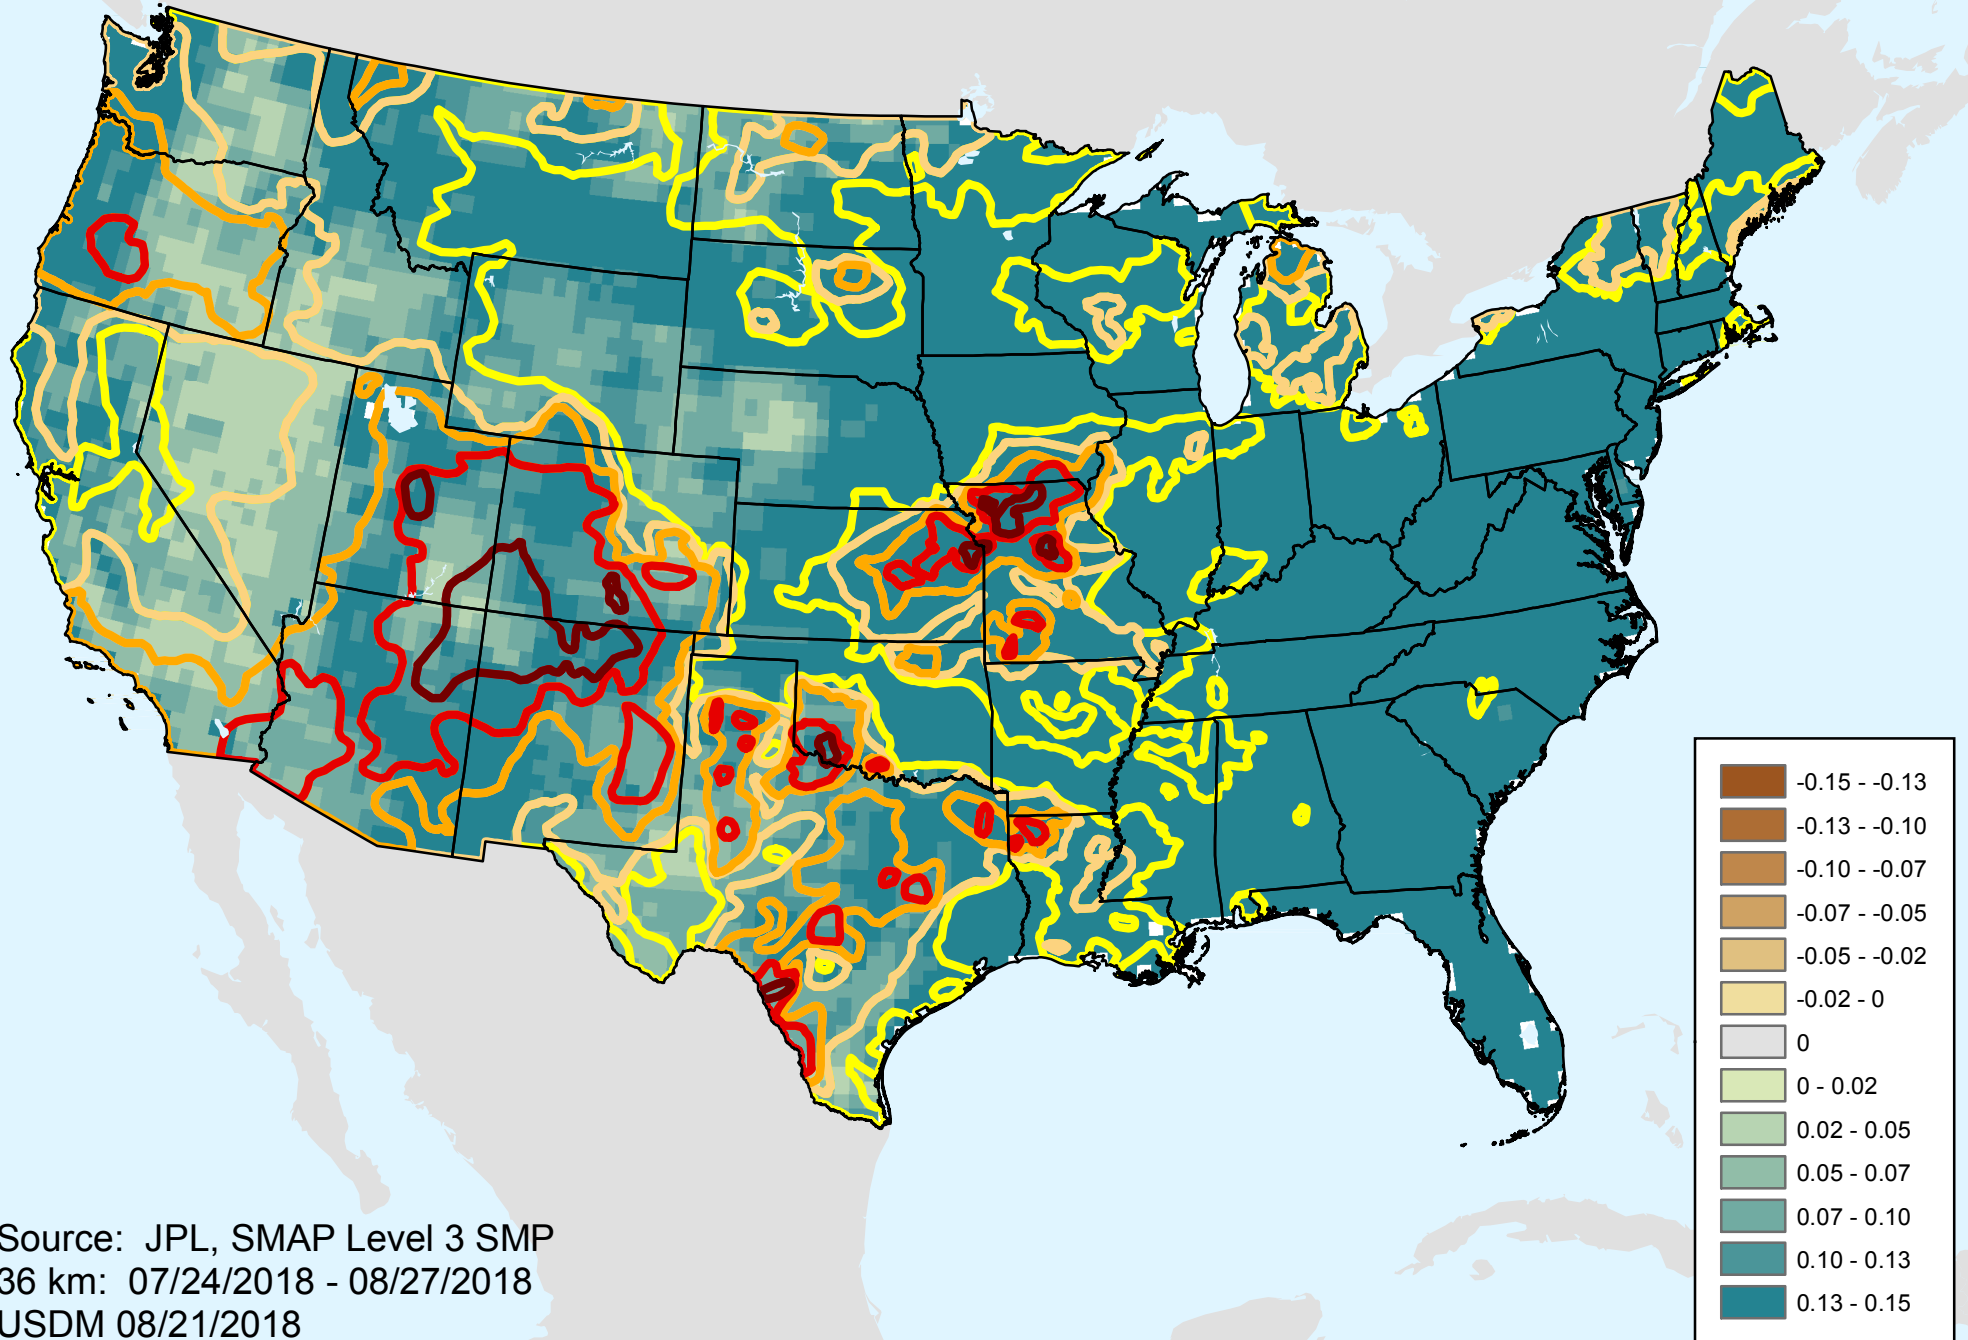 -0.15 - -0.13
-0.13 - -0.10
-0.10 - -0.07
-0.07 - -0.05
-0.05 - -0.02
-0.02 - 0
0
0 - 0.02
0.02 - 0.05
0.05 - 0.07
0.07 - 0.10
0.10 - 0.13
0.13 - 0.15
Source: JPL, SMAP Level 3 SMP
36 km: 07/24/2018 - 08/27/2018
USDM 08/21/2018